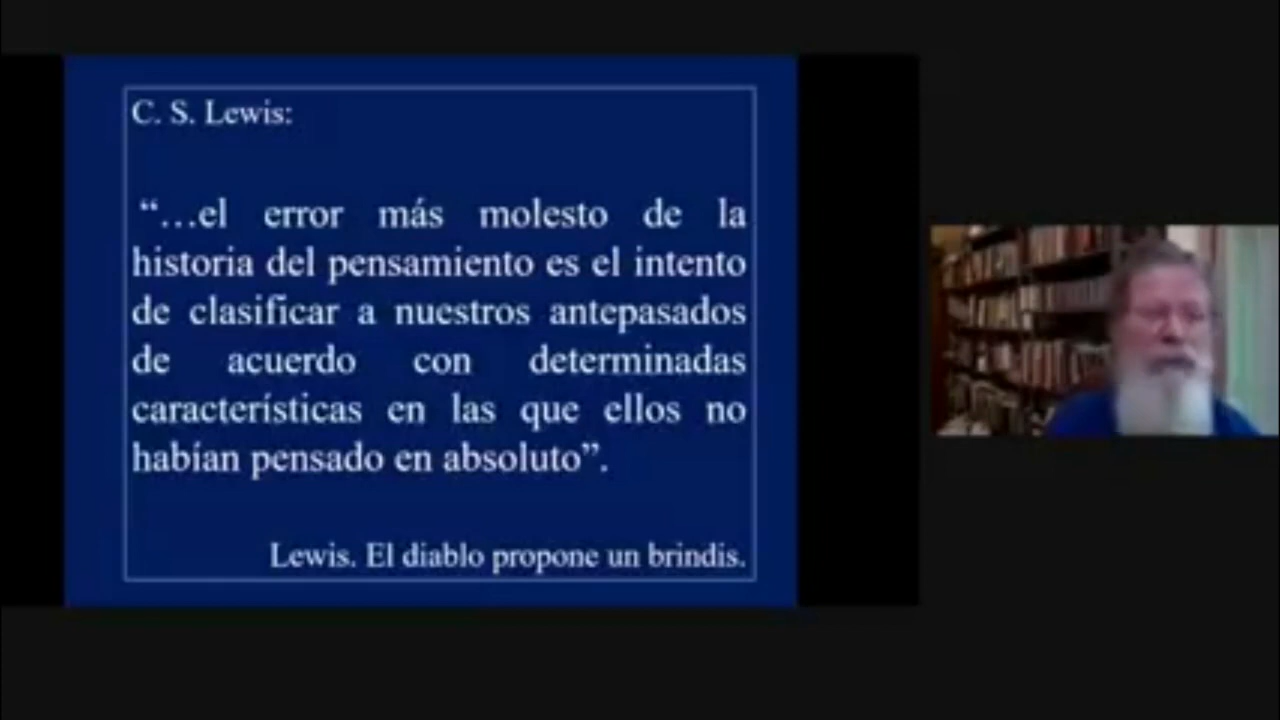 C. S. Lewis:
“…el error más molesto de la
historia del pensamiento es el intento
de clasificar a nuestros antepasados
de acuerdo con determinadas
características en las que ellos no
habían pensado en absoluto”.
Lewis. El diablo propone un brindis.